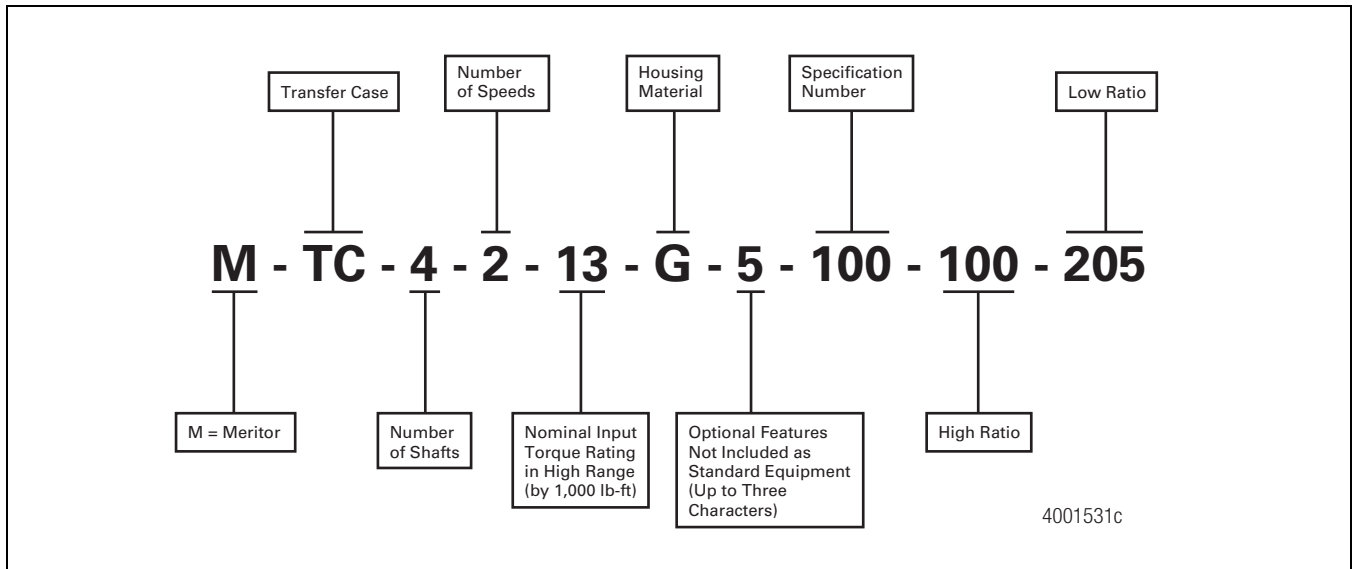 Transfer Case
Number
of Speeds
Housing
Material
Specification
Number
Low Ratio
M - TC - 4 - 2 - 13 - G - 5 - 100 - 100 - 205
M = Meritor
Number
of Shafts
Nominal Input
Torque Rating
in High Range
(by 1,000 lb-ft)
Optional Features
Not Included as
Standard Equipment
(Up to Three
Characters)
High Ratio
4001531c